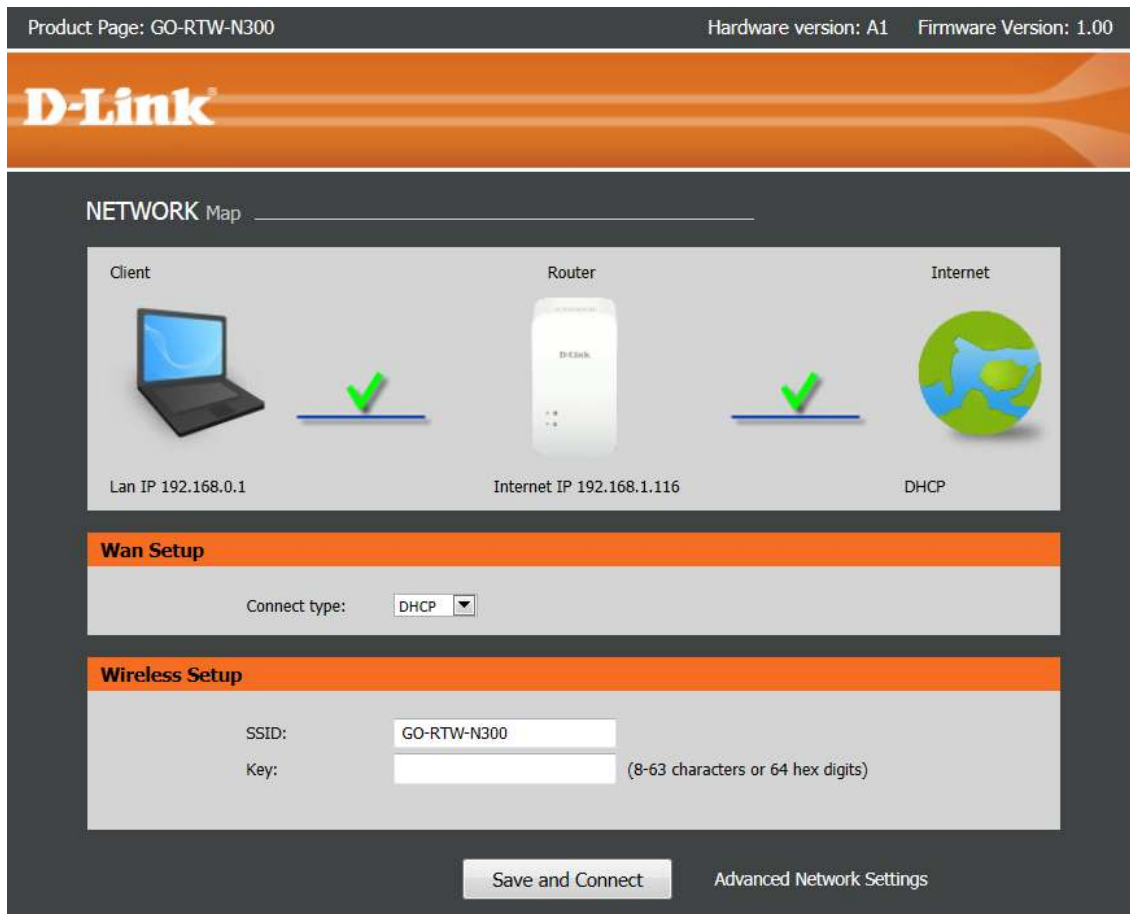 Product Page: GO-RTW-N300 Hardware version: A1 Firmware Version: 1.00
D-Link
NETWORK Map
Client Router Internet
D-Link
Lan IP 192.168.0.1 Internet IP 192.168.1.116 DHCP
Wan Setup
Connect type: DHCP
Wireless Setup
SSID: GO-RTW-N300
Key: (8-63 characters or 64 hex digits)
Save and Connect Advanced Network Settings